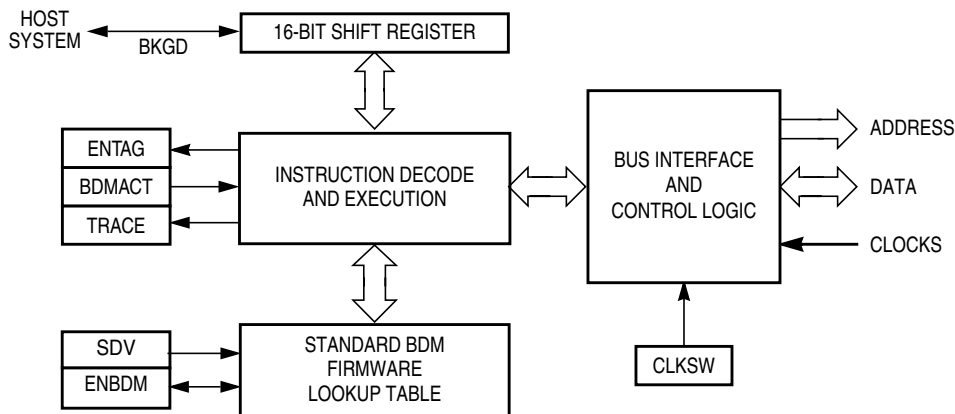 HOST
SYSTEM
BKGD
16-BIT SHIFT REGISTER
ENTAG
BDMACT
TRACE
INSTRUCTION DECODE
AND EXECUTION
BUS INTERFACE
AND
CONTROL LOGIC
ADDRESS
DATA
CLOCKS
SDV
ENBDM
STANDARD BDM
FIRMWARE
LOOKUP TABLE
CLKSW